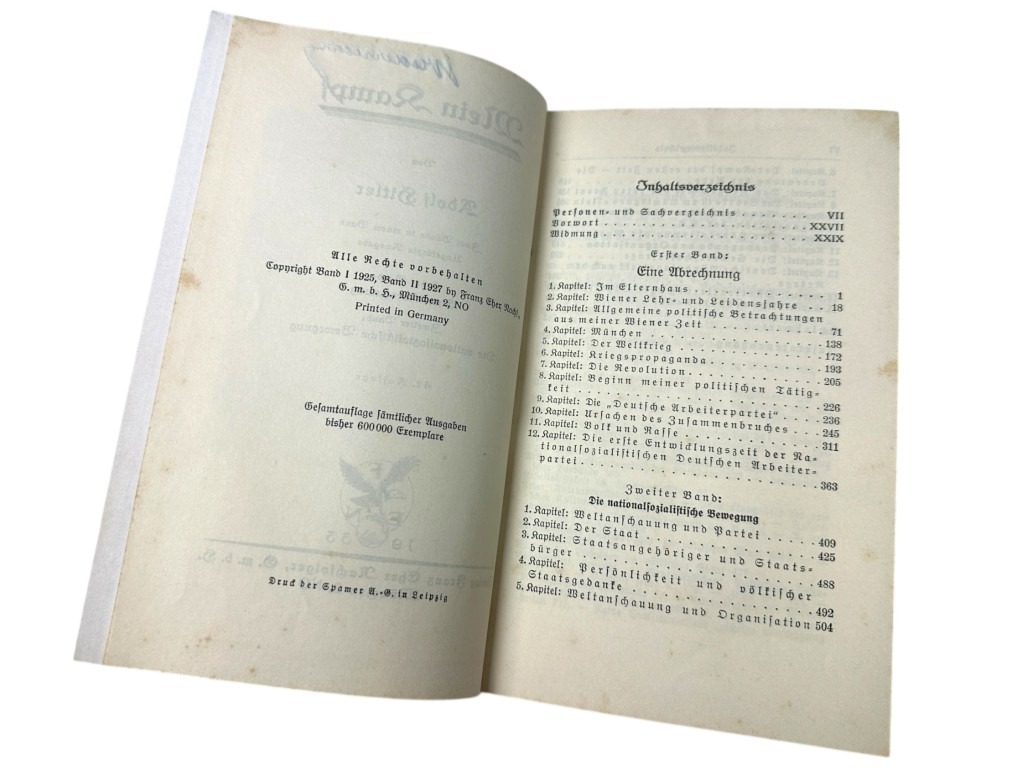 Alle Rechte vorbehalten
Copyright Band I 1925, Band II 1927 by Franz Eher Nachf.,
G. m. b. H., München 2, NO
Printed in Germany
Gesamtauflage sämtlicher Ausgaben
bisher 600 000 Exemplare
Druck der Spamer A.-G. in Leipzig
Inhaltsverzeichnis
Personen- und Sachverzeichnis . . . . . . . VII
Vorwort . . . . . . . . . . . . . . . . . . XXVII
Widmung . . . . . . . . . . . . . . . . . . XXIX
Erster Band:
Eine Abrechnung
1. Kapitel: Im Elternhaus . . . . . . . . . . 1
2. Kapitel: Wiener Lehr- und Leidensjahre . . 18
3. Kapitel: Allgemeine politische Betrachtungen
aus meiner Wiener Zeit . . . . . . . . . 71
4. Kapitel: München . . . . . . . . . . . . 138
5. Kapitel: Der Weltkrieg . . . . . . . . . . 172
6. Kapitel: Kriegspropaganda . . . . . . . . 193
7. Kapitel: Die Revolution . . . . . . . . . 205
8. Kapitel: Beginn meiner politischen Tätig-
keit . . . . . . . . . . . . . . . . . . 226
9. Kapitel: Die „Deutsche Arbeiterpartei“ . . . 236
10. Kapitel: Ursachen des Zusammenbruches . . . 245
11. Kapitel: Volk und Rasse . . . . . . . . . 311
12. Kapitel: Die erste Entwicklungszeit der Na-
tionalsozialistischen Deutschen Arbeiter-
partei . . . . . . . . . . . . . . . . . 363
Zweiter Band:
Die nationalsozialistische Bewegung
1. Kapitel: Weltanschauung und Partei . . . . 409
2. Kapitel: Der Staat . . . . . . . . . . . . 425
3. Kapitel: Staatsangehöriger und Staats-
bürger . . . . . . . . . . . . . . . . . 488
4. Kapitel: Persönlichkeit und völkischer
Staatsgedanke . . . . . . . . . . . . . . 492
5. Kapitel: Weltanschauung und Organisation 504